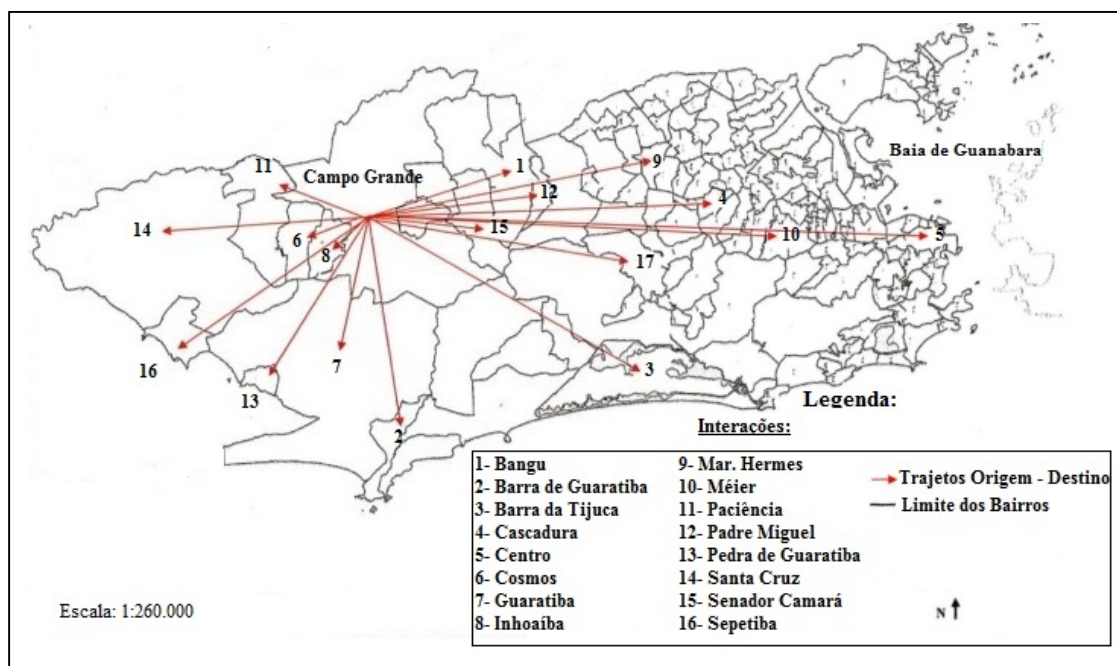 Baia de Guanabara
Campo Grande
11
1
9
12
14
4
6
15
10
5
8
17
16
7
3
13
2
Legenda:
Interações:
1- Bangu
2- Barra de Guaratiba
3- Barra da Tijuca
4- Cascadura
5- Centro
6- Cosmos
7- Guaratiba
8- Inhoaíba
9- Mar. Hermes
10- Méier
11- Paciência
12- Padre Miguel
13- Pedra de Guaratiba
14- Santa Cruz
15- Senador Camará
16- Sepetiba
Trajetos Origem - Destino
Limite dos Bairros
Escala: 1:260.000
N